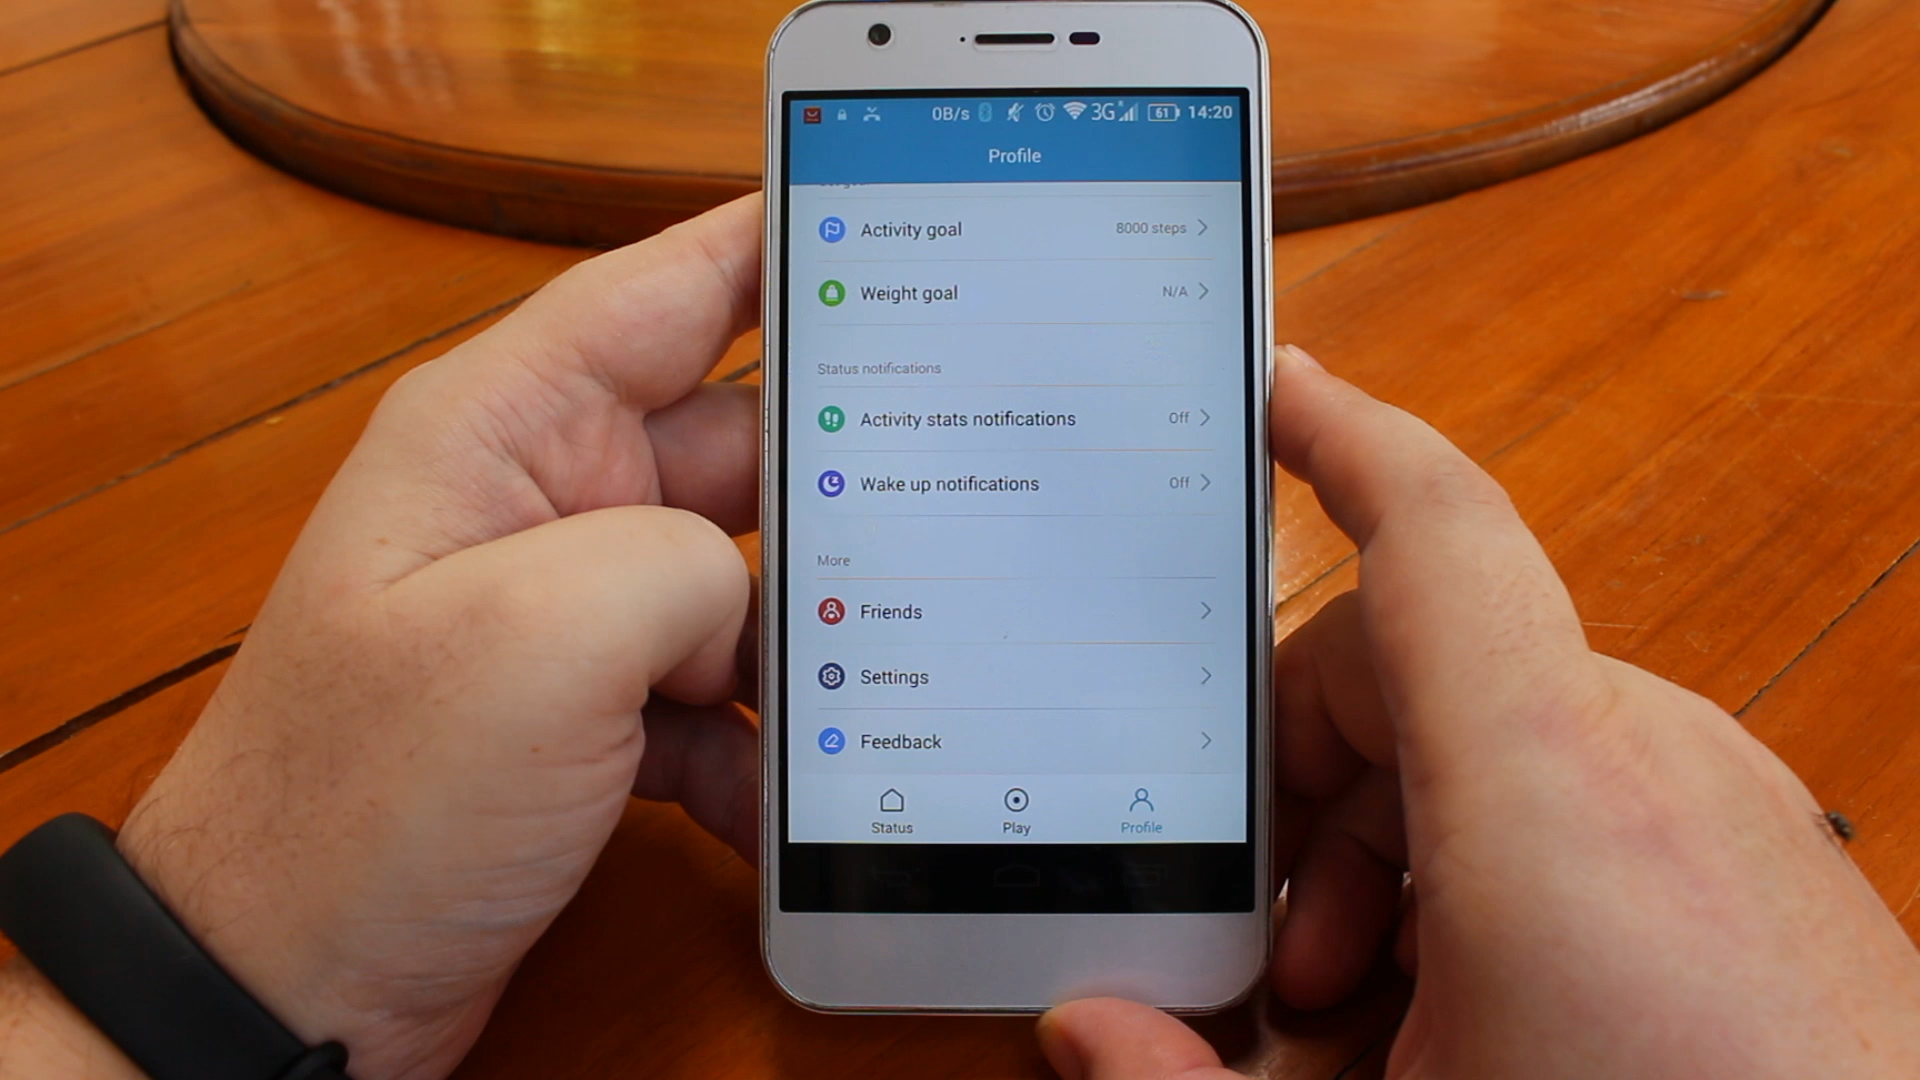 0B/s 3G 61 14:20
Profile
Activity goal 8000 steps
Weight goal N/A
Status notifications
Activity stats notifications Off
Wake up notifications Off
More
Friends
Settings
Feedback
Status Play Profile